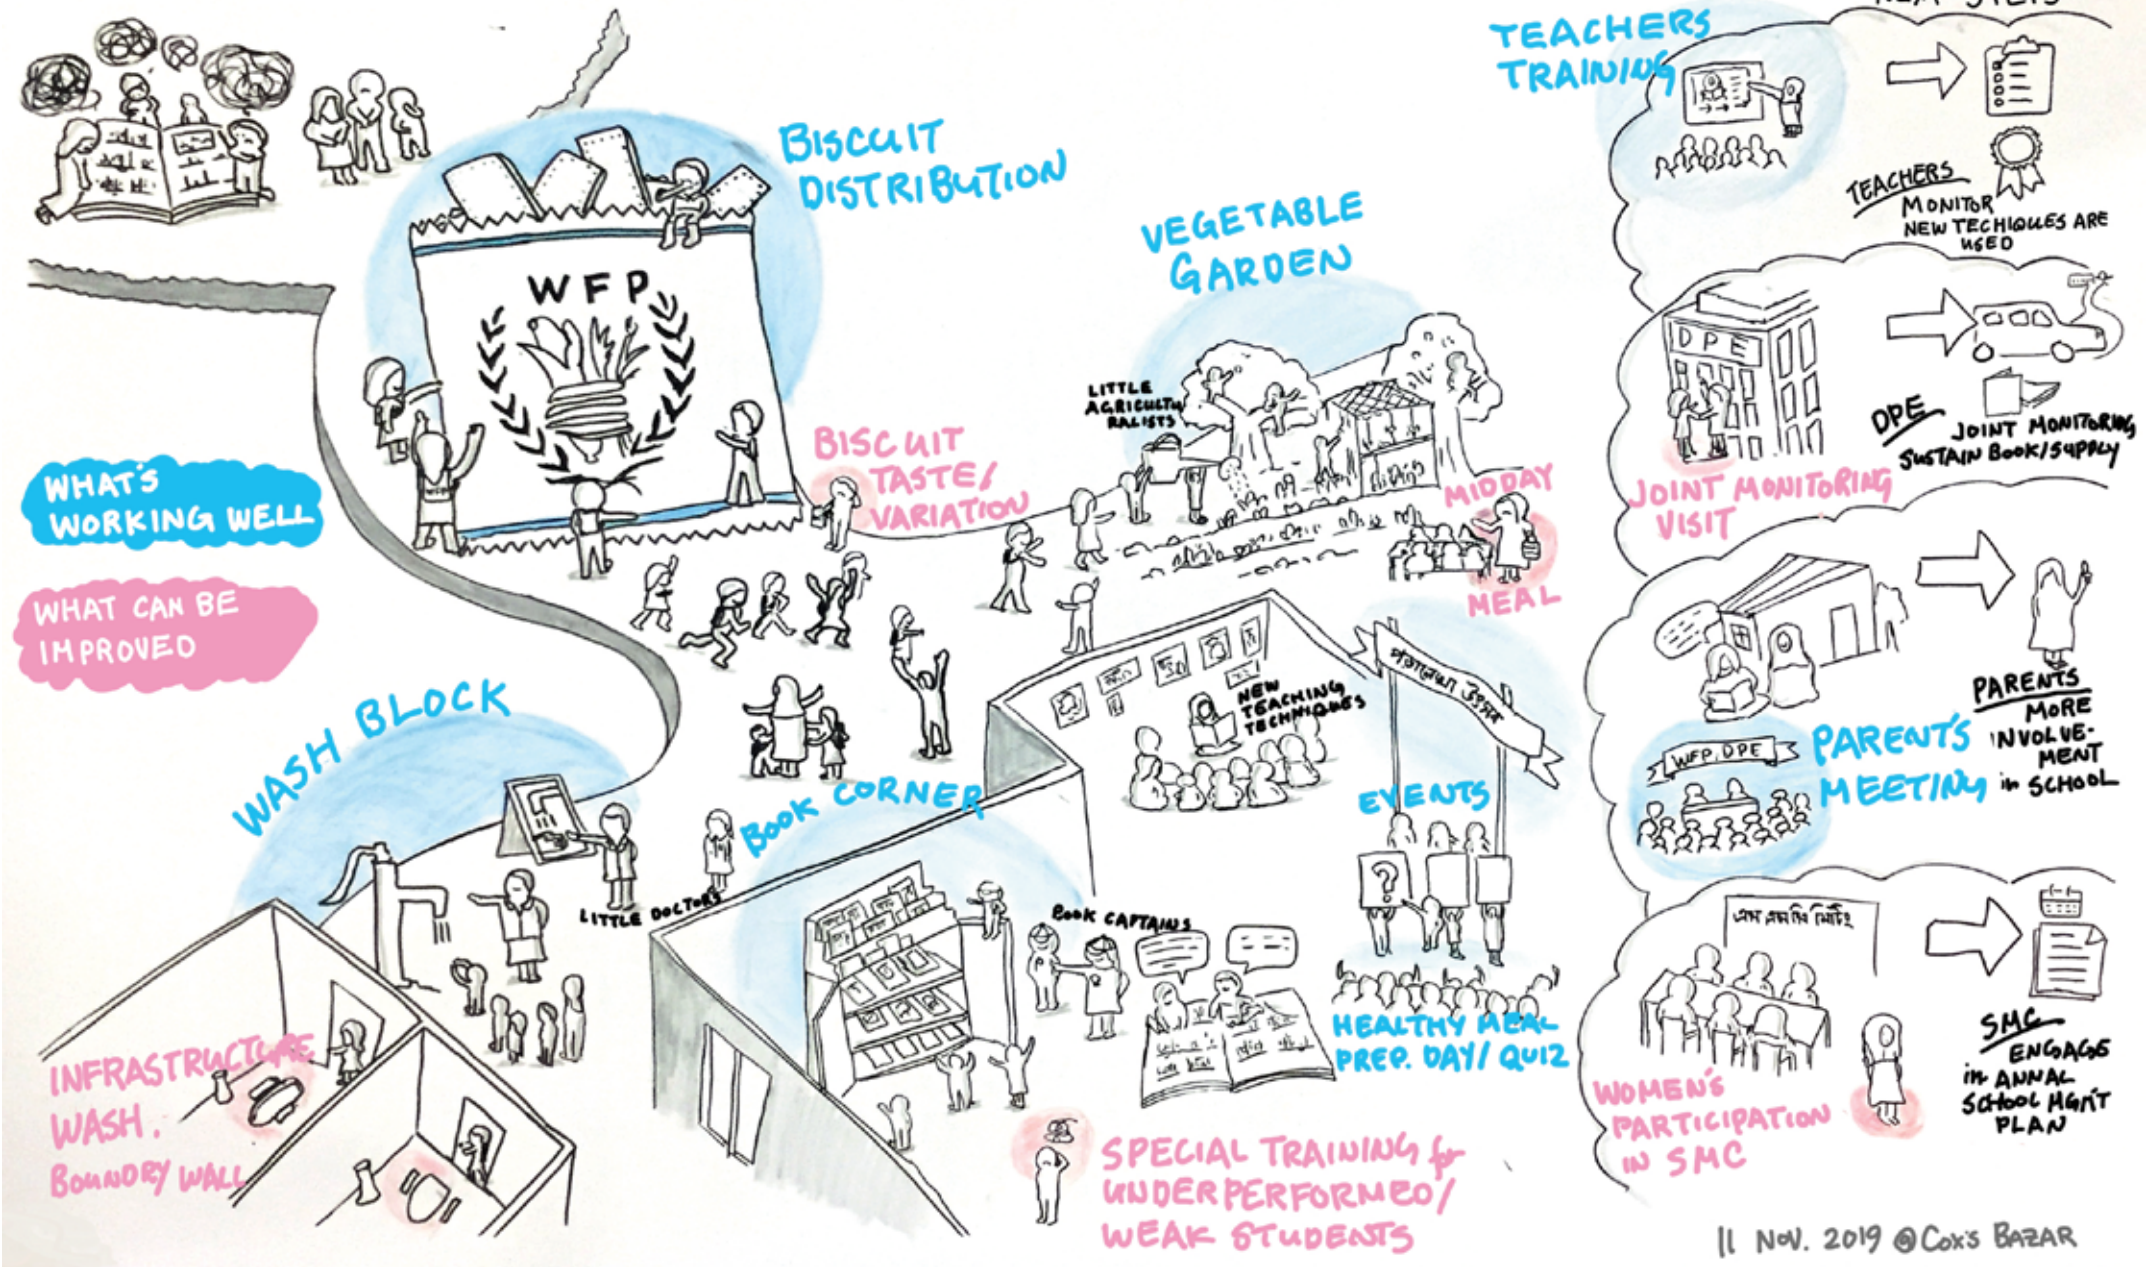 NEXT STEPS
TEACHERS
TRAINING
TEACHERS
MONITOR
NEW TECHIQUES ARE
USED
BISCUIT
DISTRIBUTION
WFP
VEGETABLE
GARDEN
LITTLE
AGRICULTU
RALISTS
BISCUIT
TASTE/
VARIATION
MIDDAY
MEAL
WHAT'S
WORKING WELL
WHAT CAN BE
IMPROVED
DPE
DPE
JOINT MONITORING
SUSTAIN BOOK/SUPPLY
JOINT MONITORING
VISIT
NEW
TEACHING
TECHNIQUES
WASH BLOCK
LITTLE DOCTORS
BOOK CORNER
BOOK CAPTAINS
EVENTS
?
HEALTHY MEAL
PREP. DAY/ QUIZ
WFP, DPE
PARENT'S
MEETING
PARENTS
MORE
INVOLVE-
MENT
in SCHOOL
INFRASTRUCTURE
WASH.
BOUNDRY WALL
SPECIAL TRAINING for
UNDERPERFORMED/
WEAK STUDENTS
এস এম সি মিটিং
WOMEN'S
PARTICIPATION
IN SMC
SMC
ENGAGE
in ANNAL
SCHOOL MGMT
PLAN
11 NOV. 2019 @ COX'S BAZAR